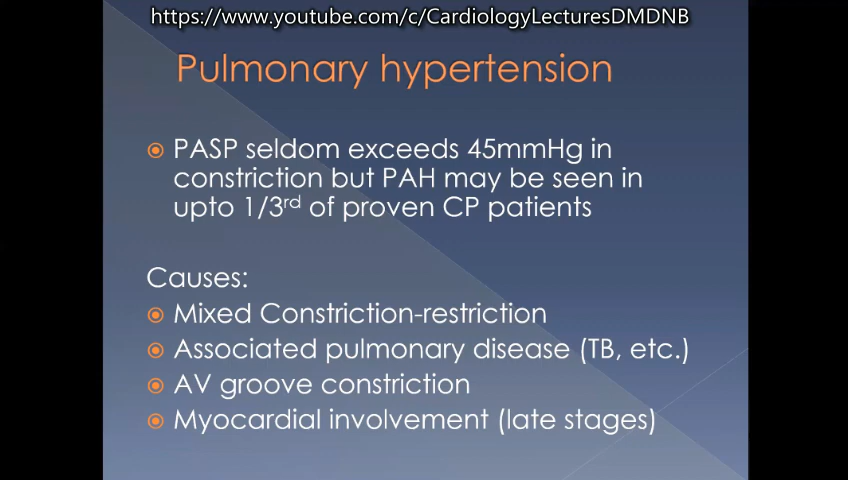 https://www.youtube.com/c/CardiologyLecturesDMDNB
Pulmonary hypertension
PASP seldom exceeds 45mmHg in
constriction but PAH may be seen in
upto 1/3rd of proven CP patients
Causes:
Mixed Constriction-restriction
Associated pulmonary disease (TB, etc.)
AV groove constriction
Myocardial involvement (late stages)